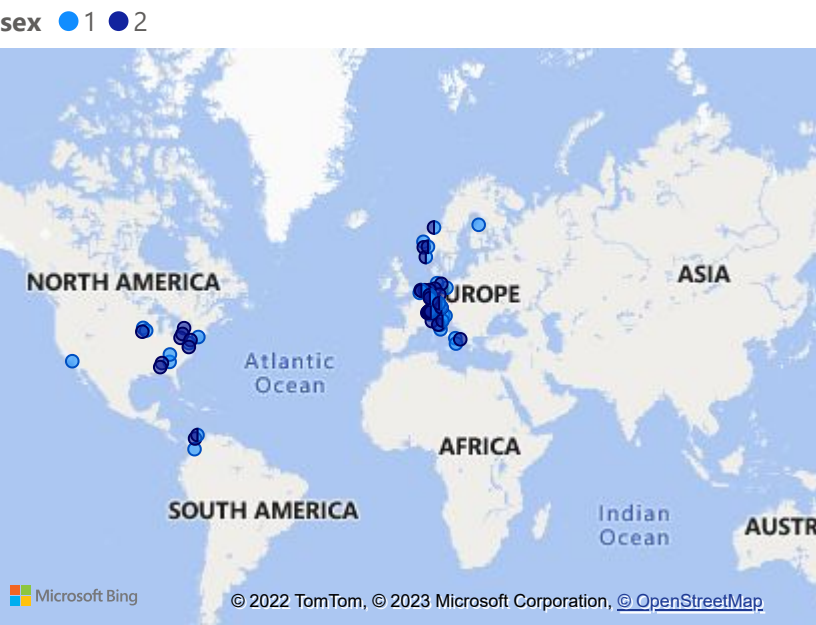 sex 1 2
NORTH AMERICA
UROPE
ASIA
Atlantic
Ocean
AFRICA
SOUTH AMERICA
Indian
Ocean
AUSTR
Microsoft Bing
© 2022 TomTom, © 2023 Microsoft Corporation, © OpenStreetMap